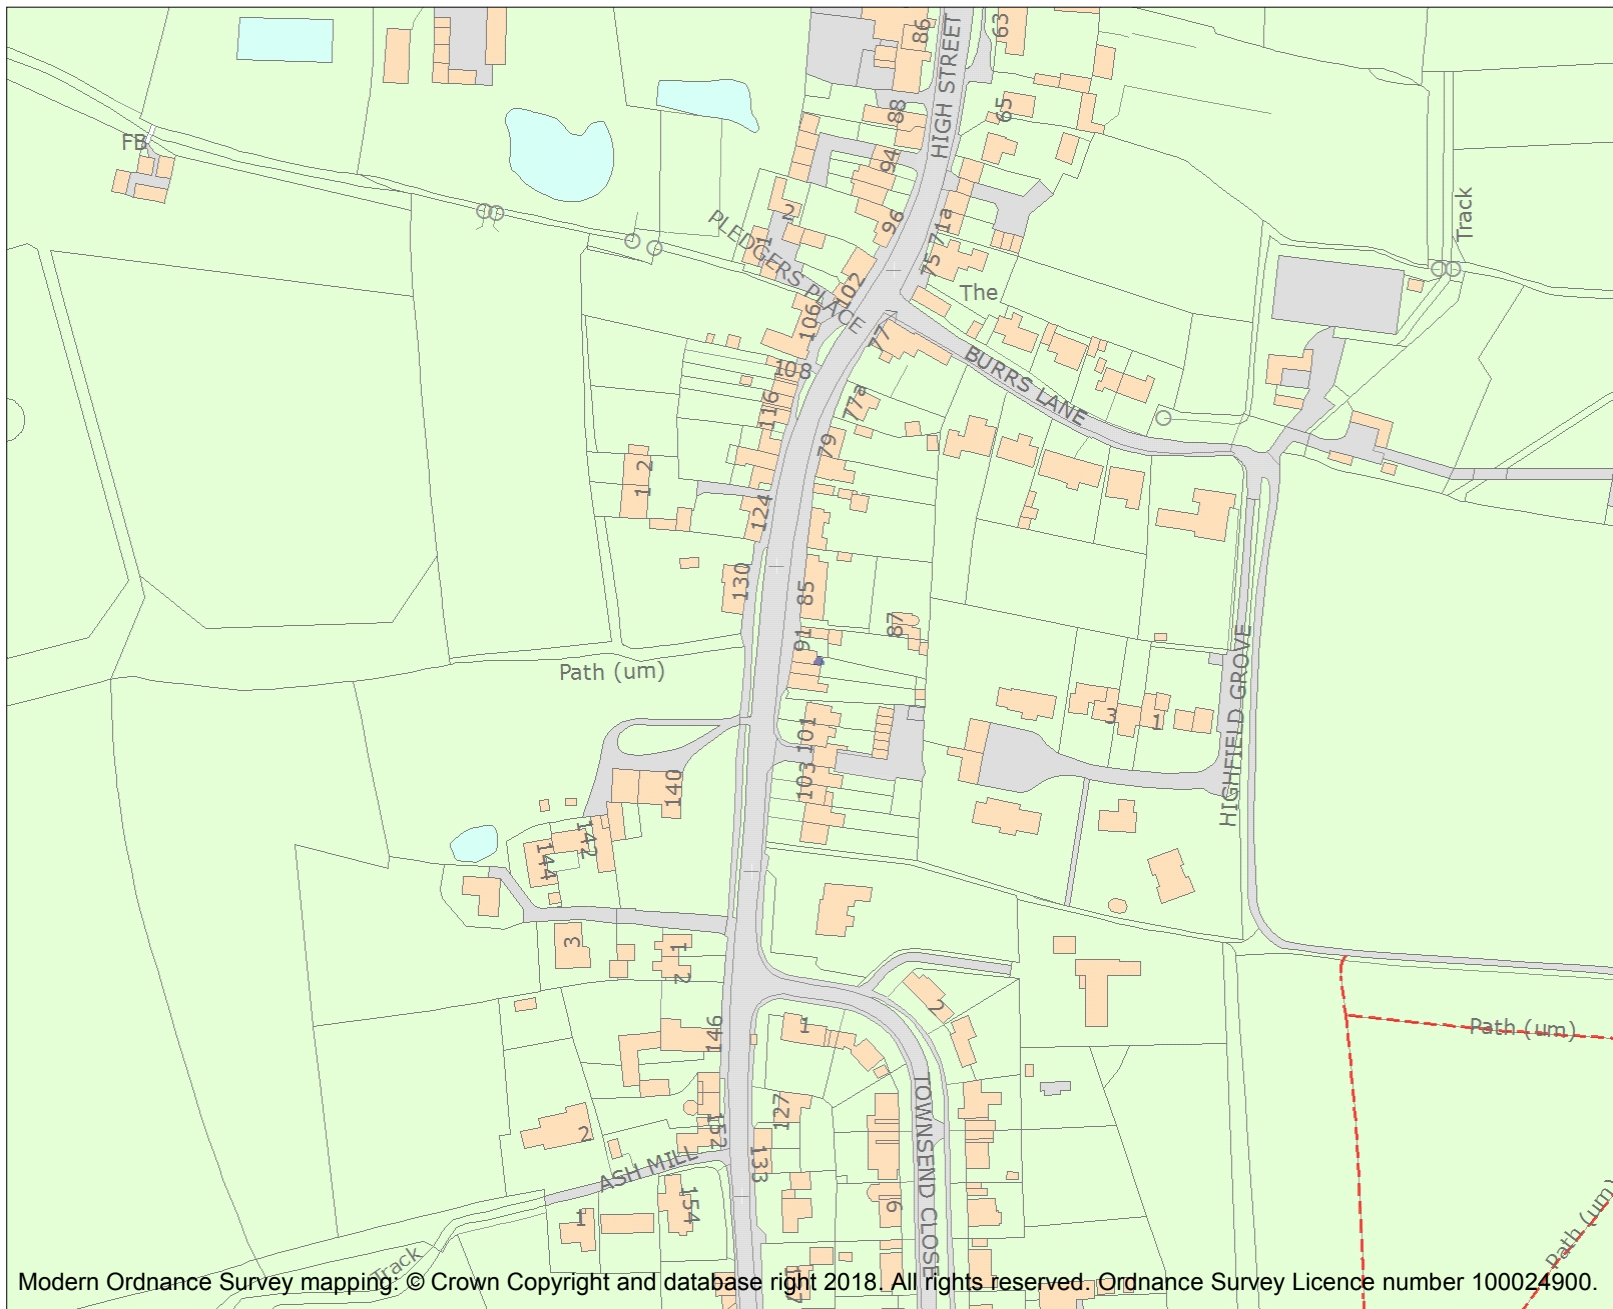 86
HIGH STREET
63
88
65
FB
94
2
96
71a
Track
PLEDGERS PLACE
1
75
102
The
106
77
108
BURRS LANE
116
77a
79
2
1
124
130
85
87
91
Path (um)
HIGHFIELD GROVE
3
1
101
103
140
142
144
3
1
2
2
146
1
Path (um)
TOWNSEND CLOSE
127
152
2
133
ASH MILL
154
1
6
Path (um)
Track
Modern Ordnance Survey mapping: © Crown Copyright and database right 2018. All rights reserved. Ordnance Survey Licence number 100024900.